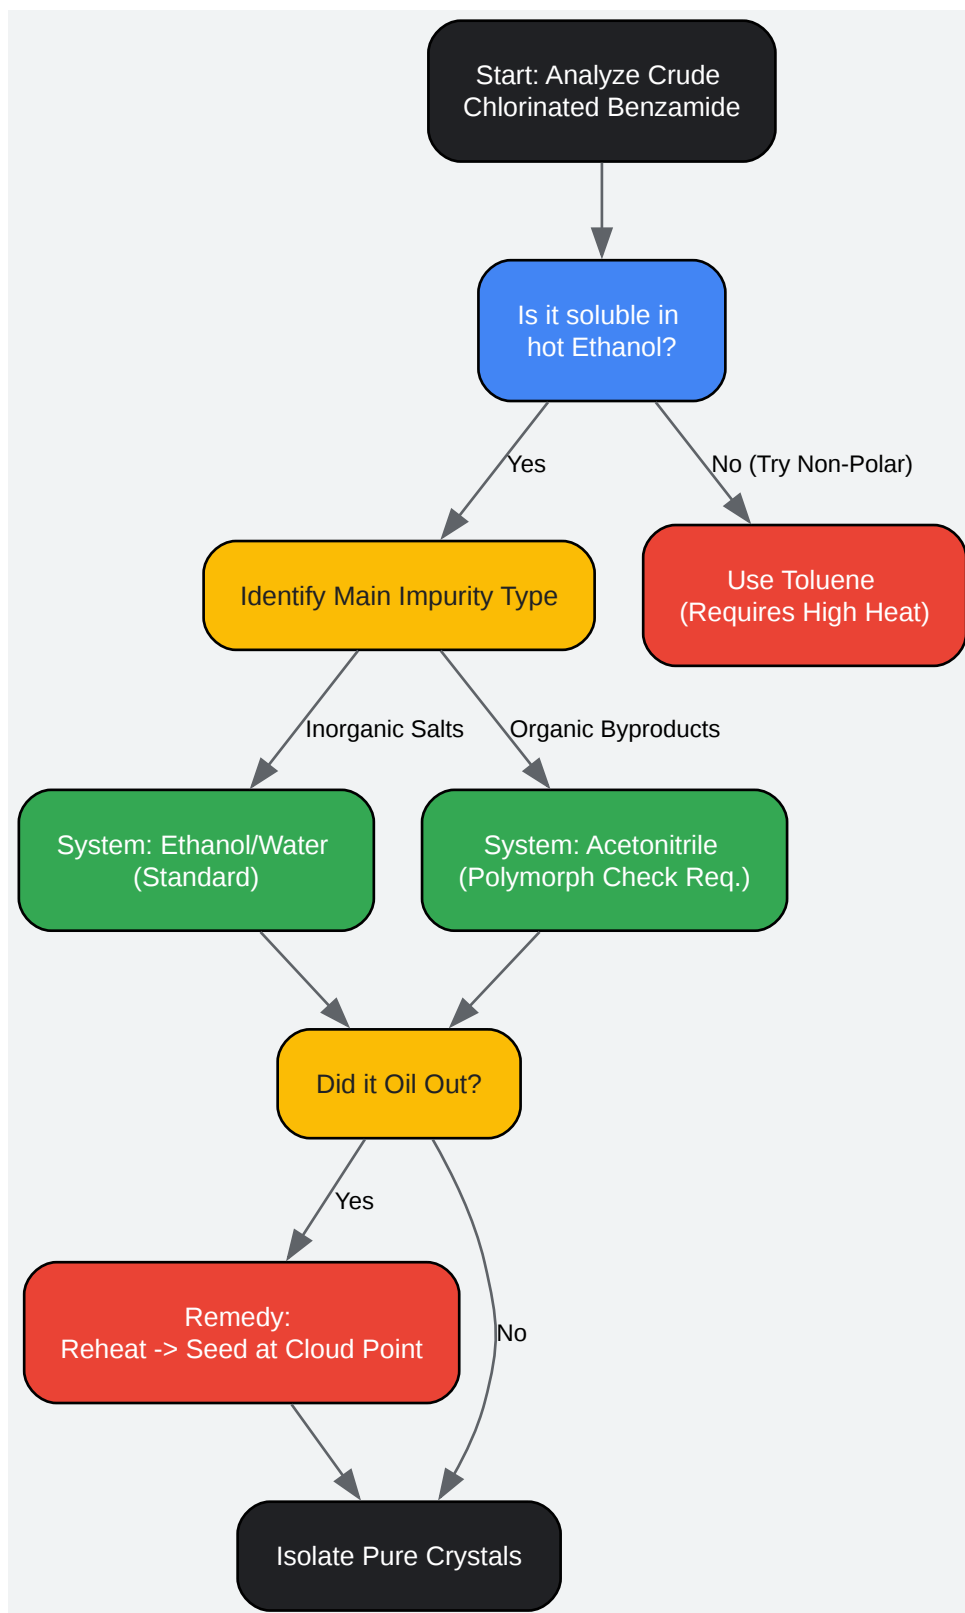 Start: Analyze Crude
Chlorinated Benzamide
Is it soluble in
hot Ethanol?
Yes
No (Try Non-Polar)
Identify Main Impurity Type
Use Toluene
(Requires High Heat)
Inorganic Salts
Organic Byproducts
System: Ethanol/Water
(Standard)
System: Acetonitrile
(Polymorph Check Req.)
Did it Oil Out?
Yes
Remedy:
Reheat -> Seed at Cloud Point
No
Isolate Pure Crystals